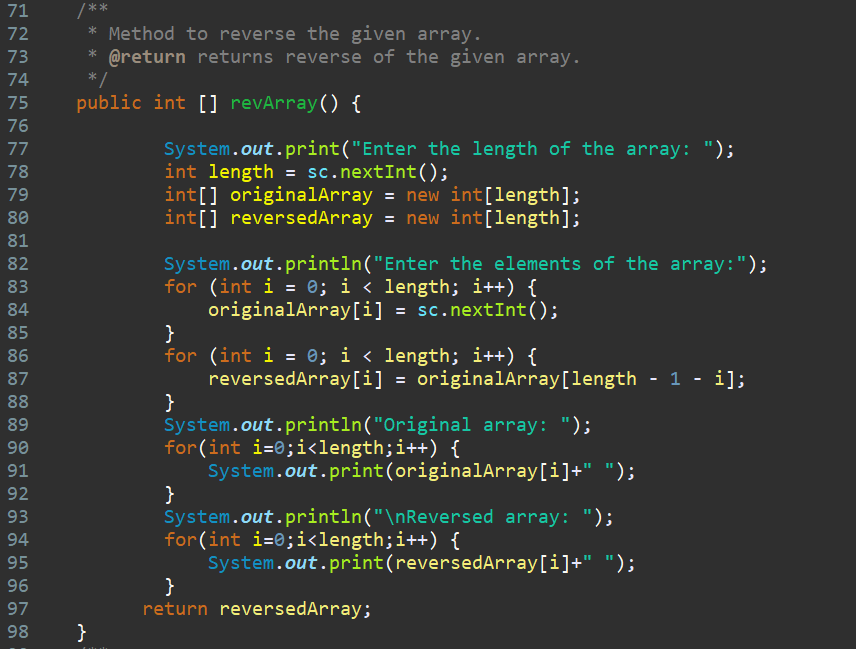 71 /**
72 * Method to reverse the given array.
73 * @return returns reverse of the given array.
74 */
75 public int [] revArray() {
76
77 System.out.print("Enter the length of the array: ");
78 int length = sc.nextInt();
79 int[] originalArray = new int[length];
80 int[] reversedArray = new int[length];
81
82 System.out.println("Enter the elements of the array:");
83 for (int i = 0; i < length; i++) {
84 originalArray[i] = sc.nextInt();
85 }
86 for (int i = 0; i < length; i++) {
87 reversedArray[i] = originalArray[length - 1 - i];
88 }
89 System.out.println("Original array: ");
90 for(int i=0;i<length;i++) {
91 System.out.print(originalArray[i]+" ");
92 }
93 System.out.println("\nReversed array: ");
94 for(int i=0;i<length;i++) {
95 System.out.print(reversedArray[i]+" ");
96 }
97 return reversedArray;
98 }